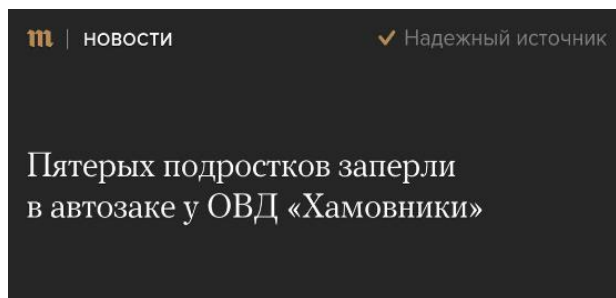 m | НОВОСТИ
✓ Надежный источник
Пятерых подростков заперли
в автозаке у ОВД «Хамовники»